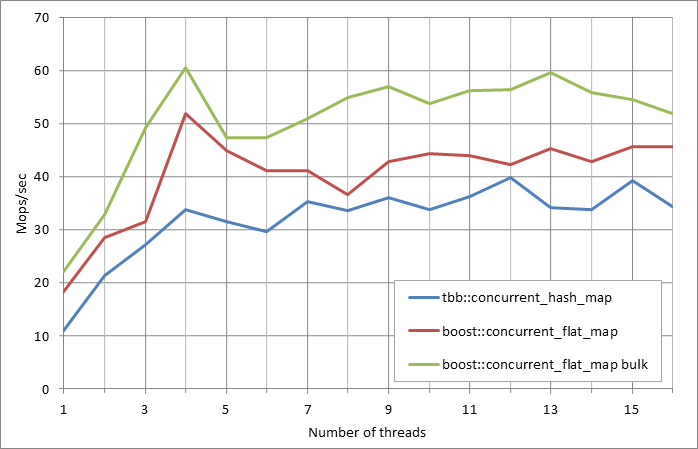 70
60
50
40
30
20
10
0
Mops/sec
tbb::concurrent_hash_map
boost::concurrent_flat_map
boost::concurrent_flat_map bulk
1 3 5 7 9 11 13 15
Number of threads